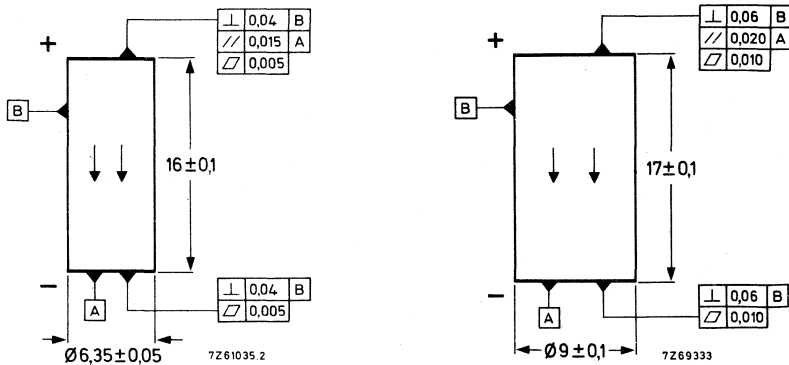 ⊥ 0,04 B
// 0,015 A
⏥ 0,005
+
B
16±0,1
−
A
⊥ 0,04 B
⏥ 0,005
Ø6,35±0,05
7Z61035.2
⊥ 0,06 B
// 0,020 A
⏥ 0,010
+
B
17±0,1
−
A
⊥ 0,06 B
⏥ 0,010
Ø9±0,1
7Z69333